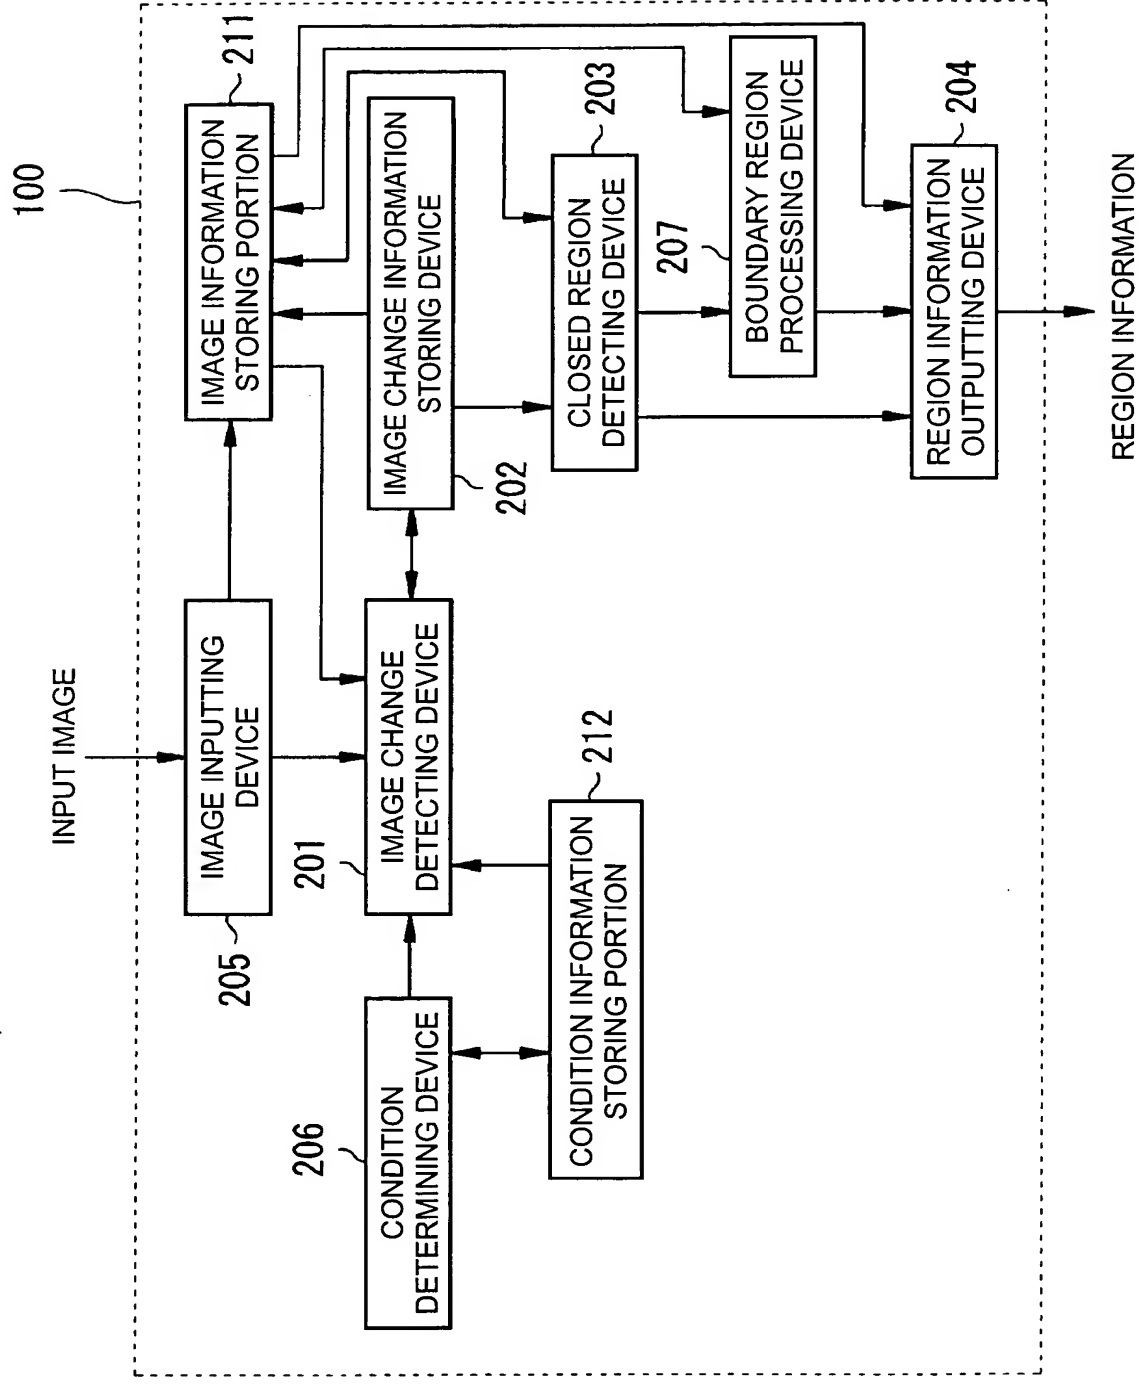 100
INPUT IMAGE
205
IMAGE INPUTTING
DEVICE
IMAGE INFORMATION
STORING PORTION
211
206
CONDITION
DETERMINING DEVICE
201
IMAGE CHANGE
DETECTING DEVICE
IMAGE CHANGE INFORMATION
STORING DEVICE
202
CONDITION INFORMATION
STORING PORTION
212
CLOSED REGION
DETECTING DEVICE
203
207
BOUNDARY REGION
PROCESSING DEVICE
REGION INFORMATION
OUTPUTTING DEVICE
204
REGION INFORMATION